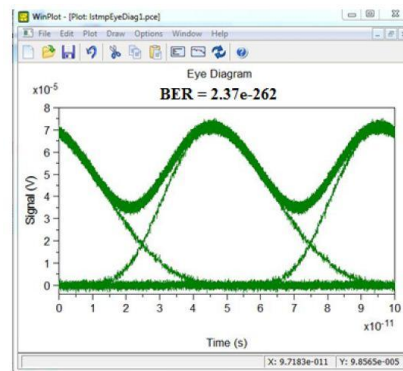 WinPlot - [Plot: lstmpEyeDiag1.pce]
File Edit Plot Draw Options Window Help
Eye Diagram
x10⁻⁵
BER = 2.37e-262
8
7
6
5
4
3
2
1
0
Signal (V)
0 1 2 3 4 5 6 7 8 9 10
x10⁻¹¹
Time (s)
X: 9.7183e-011 Y: 9.8565e-005